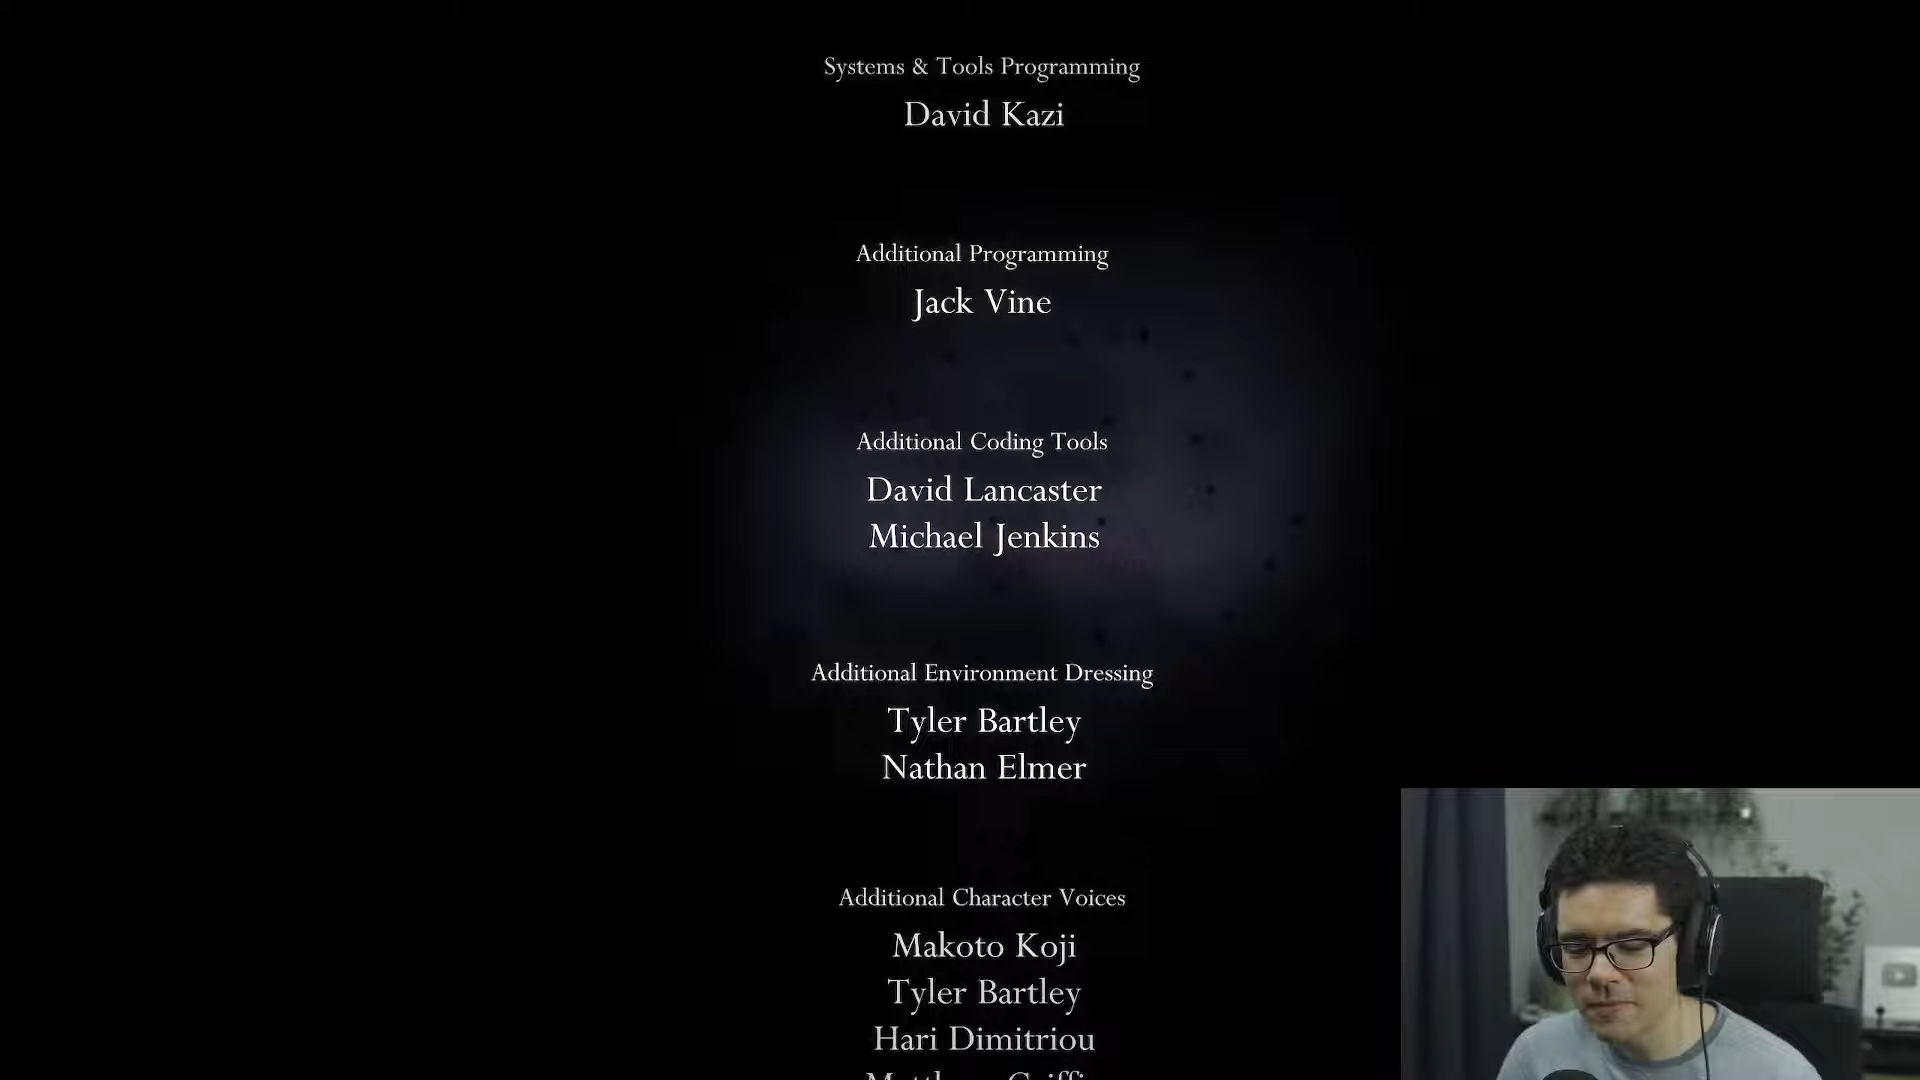 Systems & Tools Programming
David Kazi
Additional Programming
Jack Vine
Additional Coding Tools
David Lancaster
Michael Jenkins
Additional Environment Dressing
Tyler Bartley
Nathan Elmer
Additional Character Voices
Makoto Koji
Tyler Bartley
Hari Dimitriou